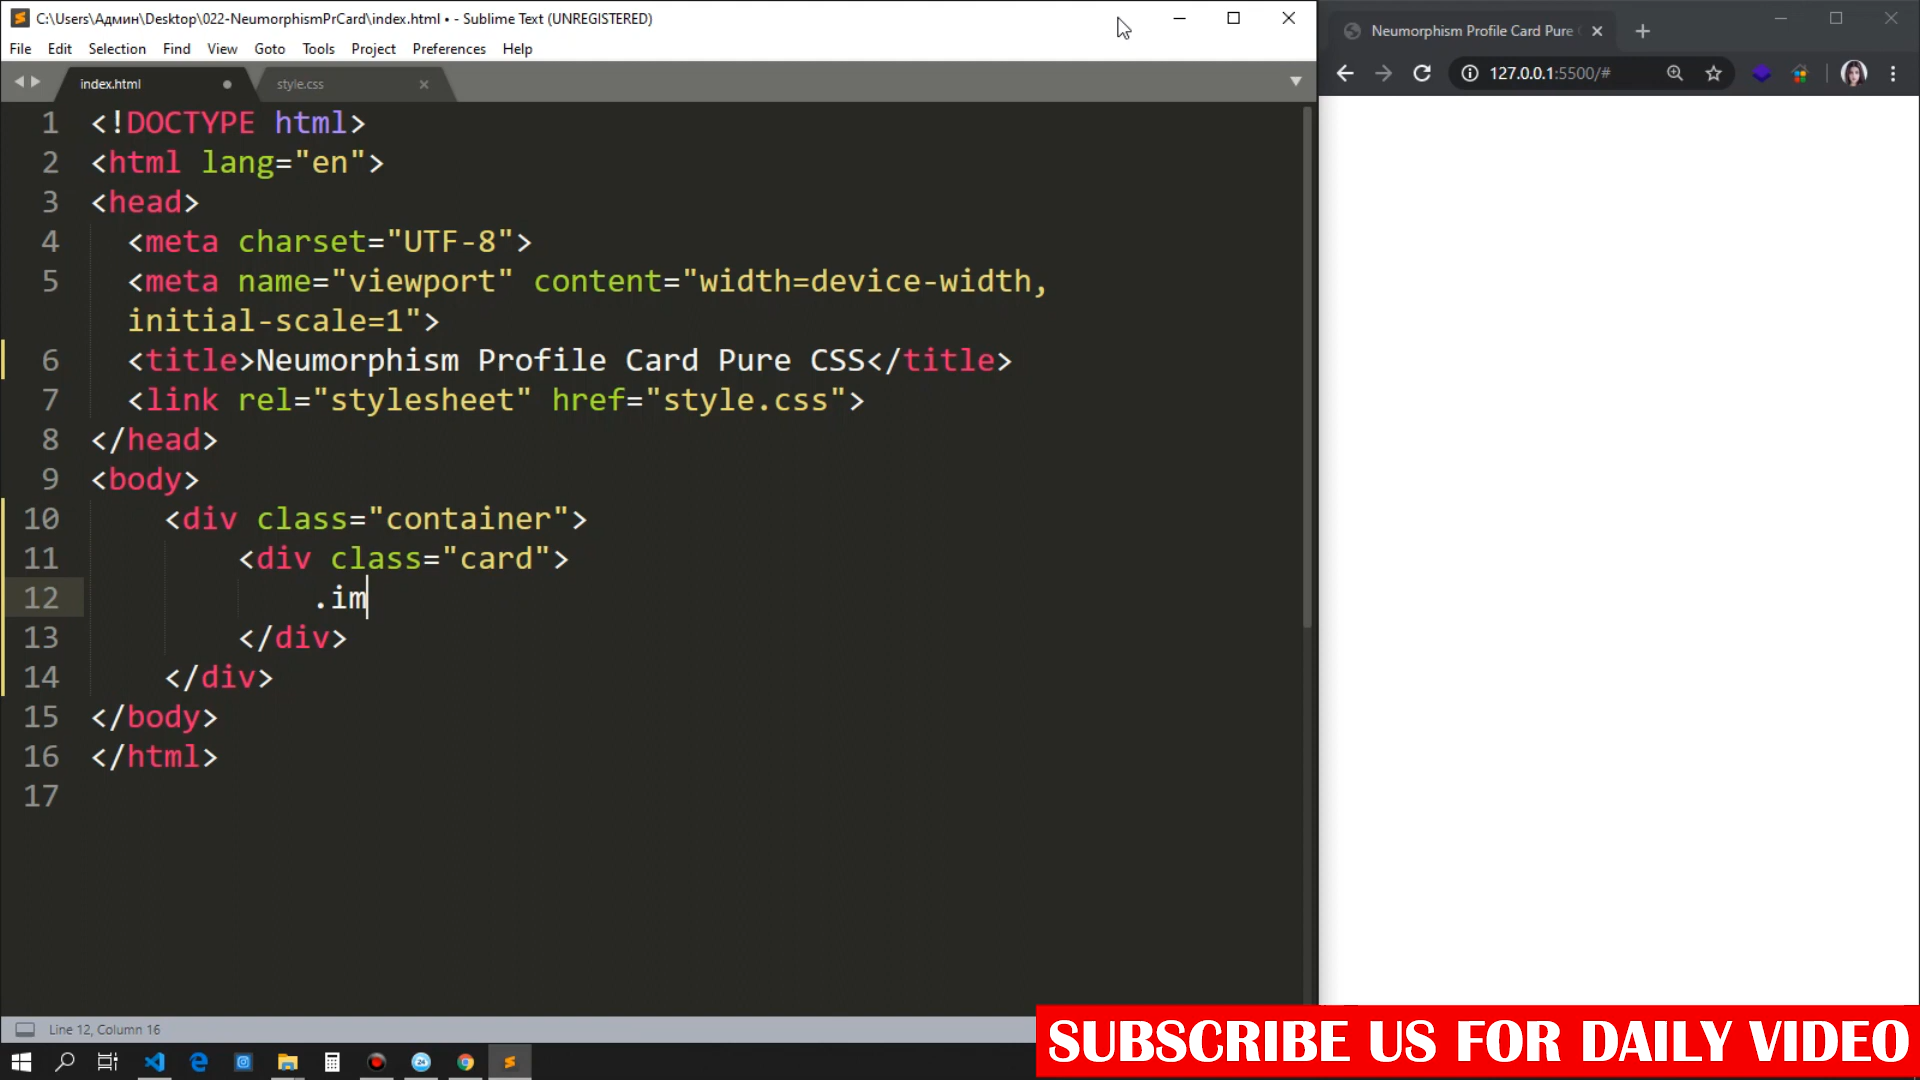 C:\Users\Админ\Desktop\022-NeumorphismPrCard\index.html • - Sublime Text (UNREGISTERED)
File Edit Selection Find View Goto Tools Project Preferences Help
index.html style.css
1 <!DOCTYPE html>
2 <html lang="en">
3 <head>
4 <meta charset="UTF-8">
5 <meta name="viewport" content="width=device-width,
initial-scale=1">
6 <title>Neumorphism Profile Card Pure CSS</title>
7 <link rel="stylesheet" href="style.css">
8 </head>
9 <body>
10 <div class="container">
11 <div class="card">
12 .im
13 </div>
14 </div>
15 </body>
16 </html>
17
Line 12, Column 16
Neumorphism Profile Card Pure
127.0.0.1:5500/#
SUBSCRIBE US FOR DAILY VIDEO